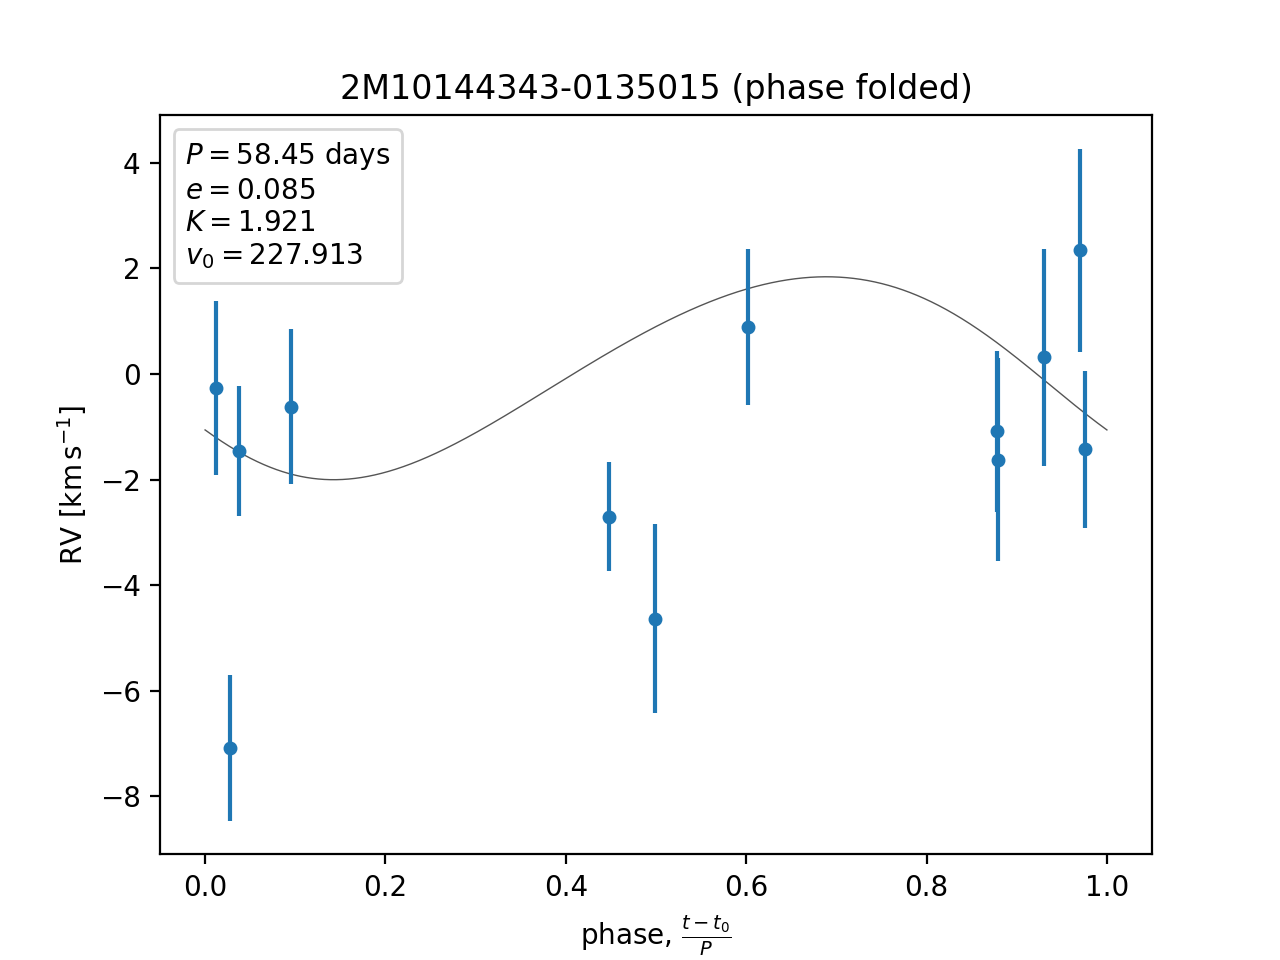 2M10144343-0135015 (phase folded)
P = 58.45 days
e = 0.085
K = 1.921
v₀ = 227.913
4
2
0
−2
−4
−6
−8
RV [km s⁻¹]
0.0 0.2 0.4 0.6 0.8 1.0
phase, (t − t₀)/P